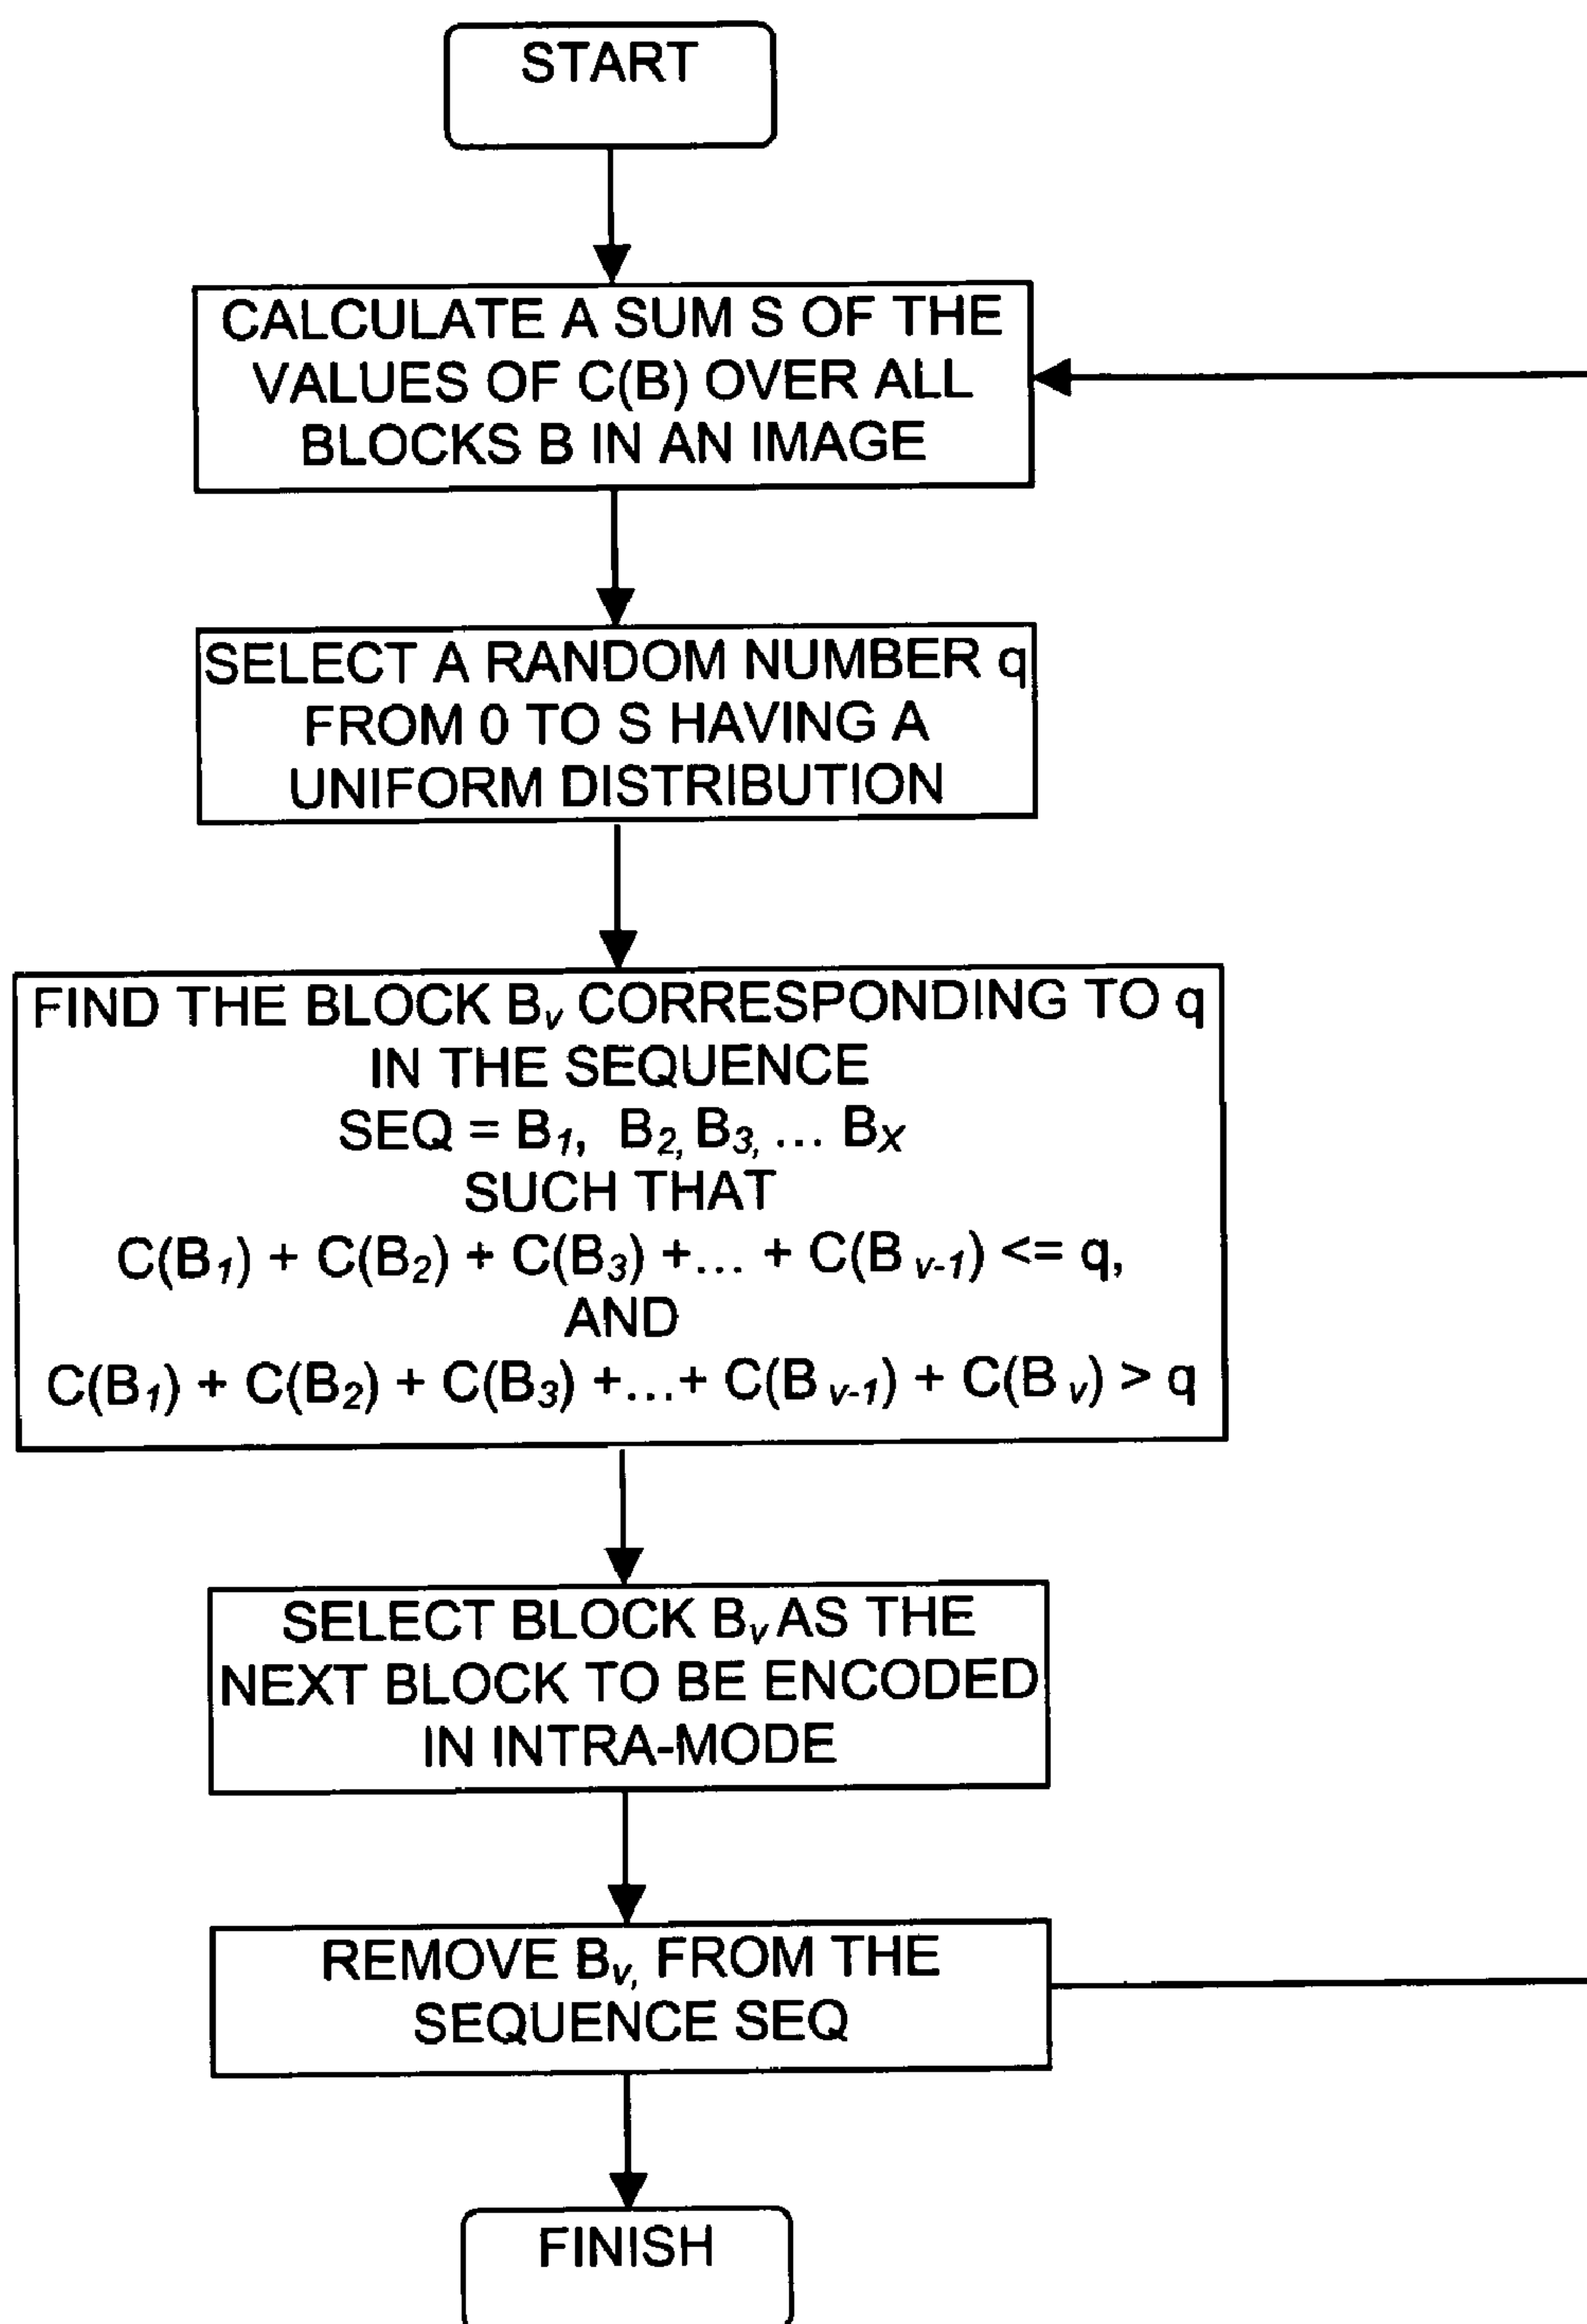 START
CALCULATE A SUM S OF THE
VALUES OF C(B) OVER ALL
BLOCKS B IN AN IMAGE
SELECT A RANDOM NUMBER q
FROM 0 TO S HAVING A
UNIFORM DISTRIBUTION
FIND THE BLOCK Bv CORRESPONDING TO q
IN THE SEQUENCE
SEQ = B1, B2, B3, ... BX
SUCH THAT
C(B1) + C(B2) + C(B3) +... + C(B v-1) <= q,
AND
C(B1) + C(B2) + C(B3) +...+ C(B v-1) + C(B v) > q
SELECT BLOCK Bv AS THE
NEXT BLOCK TO BE ENCODED
IN INTRA-MODE
REMOVE Bv, FROM THE
SEQUENCE SEQ
FINISH